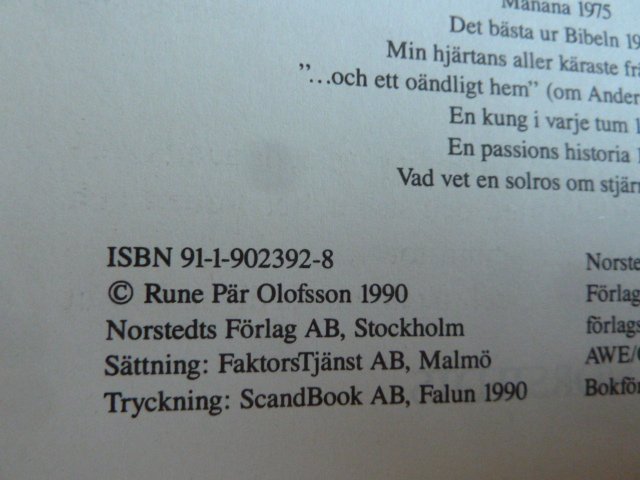 Mañana 1975
Det bästa ur Bibeln
Min hjärtans aller käraste
”...och ett oändligt hem” (om
En kung i varje tum
En passions historia
Vad vet en solros om
ISBN 91-1-902392-8
© Rune Pär Olofsson 1990
Norstedts Förlag AB, Stockholm
Sättning: FaktorsTjänst AB, Malmö
Tryckning: ScandBook AB, Falun 1990
Förlag
förlags